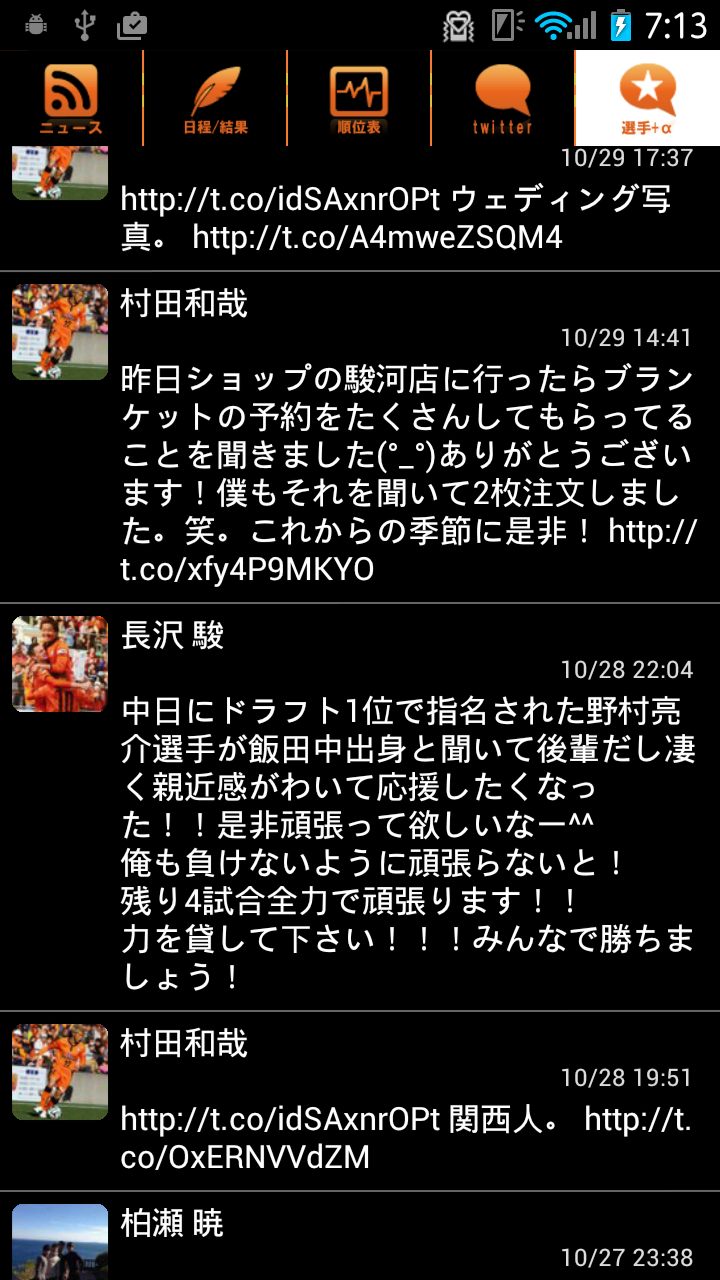 7:13
ニュース
日程/結果
順位表
twitter
選手+α
10/29 17:37
http://t.co/idSAxnrOPt ウェディング写
真。 http://t.co/A4mweZSQM4
村田和哉
10/29 14:41
昨日ショップの駿河店に行ったらブラン
ケットの予約をたくさんしてもらってる
ことを聞きました(°_°)ありがとうござい
ます！僕もそれを聞いて2枚注文しまし
た。笑。これからの季節に是非！ http://
t.co/xfy4P9MKYO
長沢 駿
10/28 22:04
中日にドラフト1位で指名された野村亮
介選手が飯田中出身と聞いて後輩だし凄
く親近感がわいて応援したくなっ
た！！是非頑張って欲しいなー^^
俺も負けないように頑張らないと！
残り4試合全力で頑張ります！！
力を貸して下さい！！！みんなで勝ちま
しょう！
村田和哉
10/28 19:51
http://t.co/idSAxnrOPt 関西人。 http://t.
co/OxERNVVdZM
柏瀬 暁
10/27 23:38